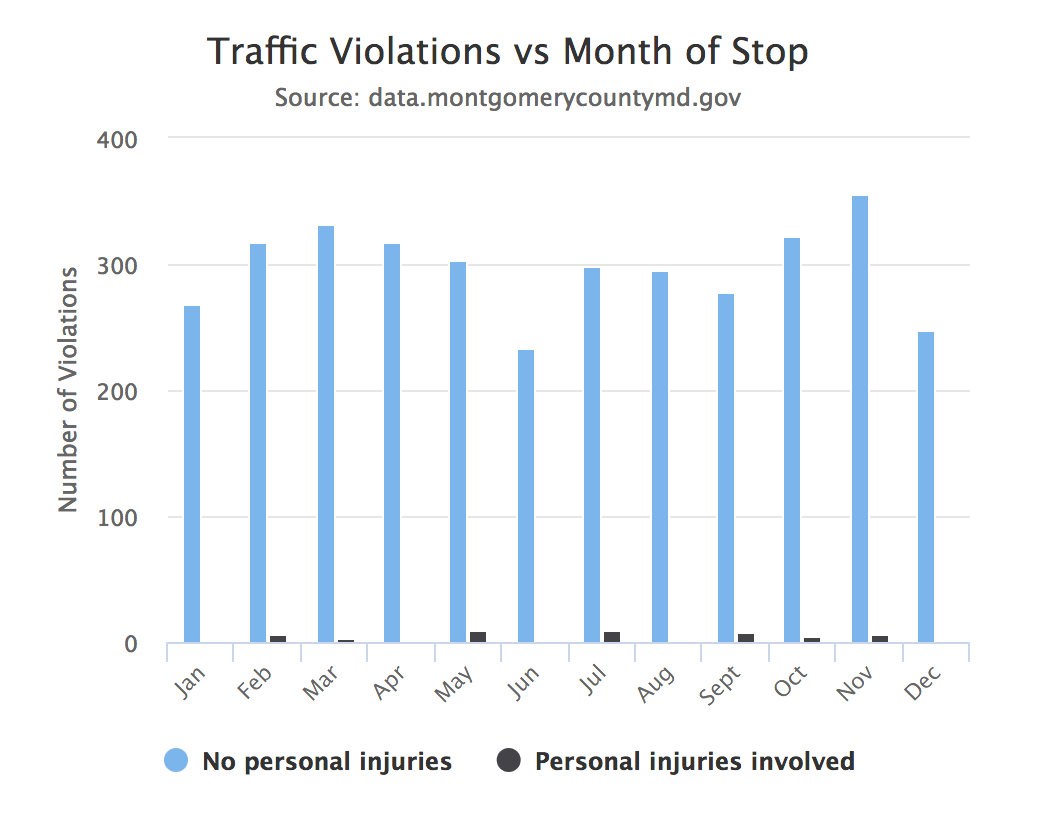 Traffic Violations vs Month of Stop
Source: data.montgomerycountymd.gov
Number of Violations
400
300
200
100
0
Jan Feb Mar Apr May Jun Jul Aug Sept Oct Nov Dec
No personal injuries Personal injuries involved